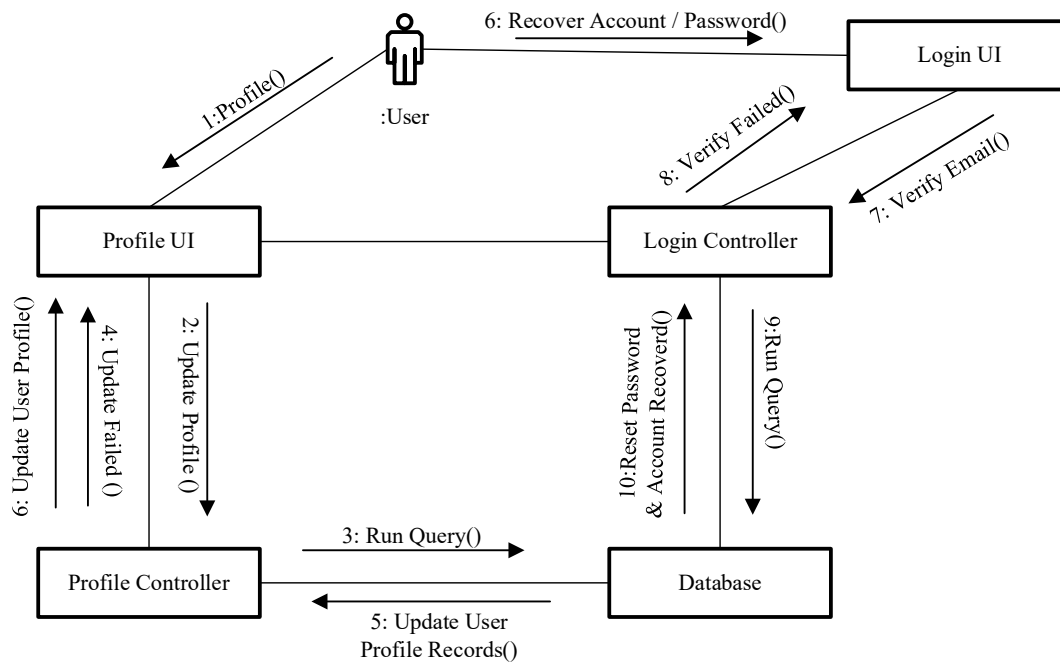 6: Recover Account / Password()
Login UI
:User
1:Profile()
8: Verify Failed()
7: Verify Email()
Profile UI
Login Controller
6: Update User Profile()
4: Update Failed ()
2: Update Profile ()
10:Reset Password
& Account Recoverd()
9:Run Query()
3: Run Query()
Profile Controller
Database
5: Update User
Profile Records()